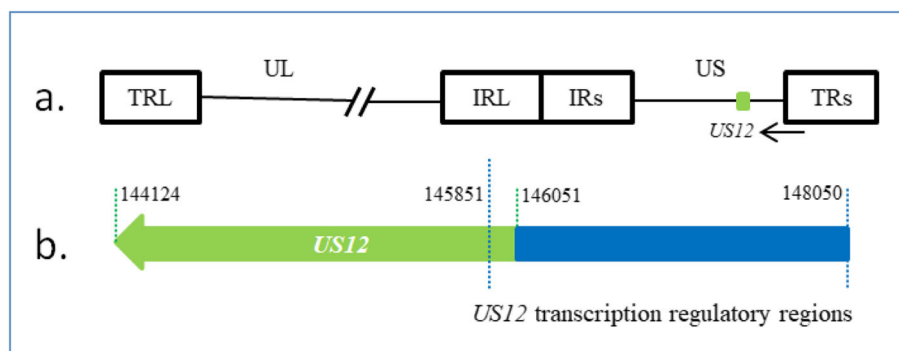 UL
US
a.
TRL
IRL
IRs
TRs
US12
144124
145851
146051
148050
b.
US12
US12 transcription regulatory regions